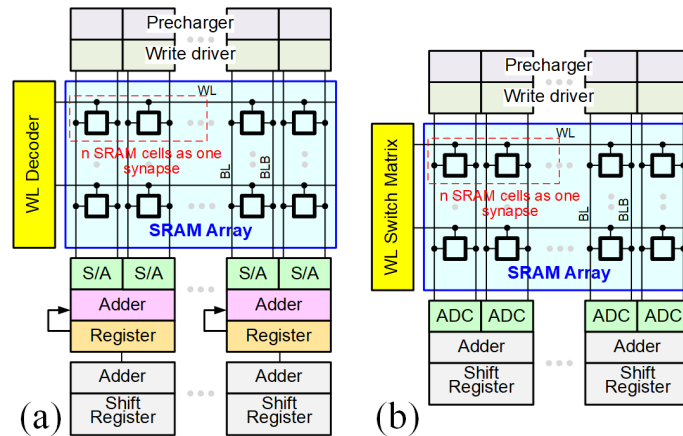 Precharger
Write driver
WL Decoder
WL
n SRAM cells as one
synapse
BL
BLB
SRAM Array
S/A
S/A
S/A
S/A
Adder
Adder
Register
Register
Adder
Adder
Shift
Register
Shift
Register
(a)
Precharger
Write driver
WL Switch Matrix
WL
n SRAM cells as one
synapse
BL
BLB
SRAM Array
ADC
ADC
ADC
ADC
Adder
Adder
Shift
Register
Shift
Register
(b)